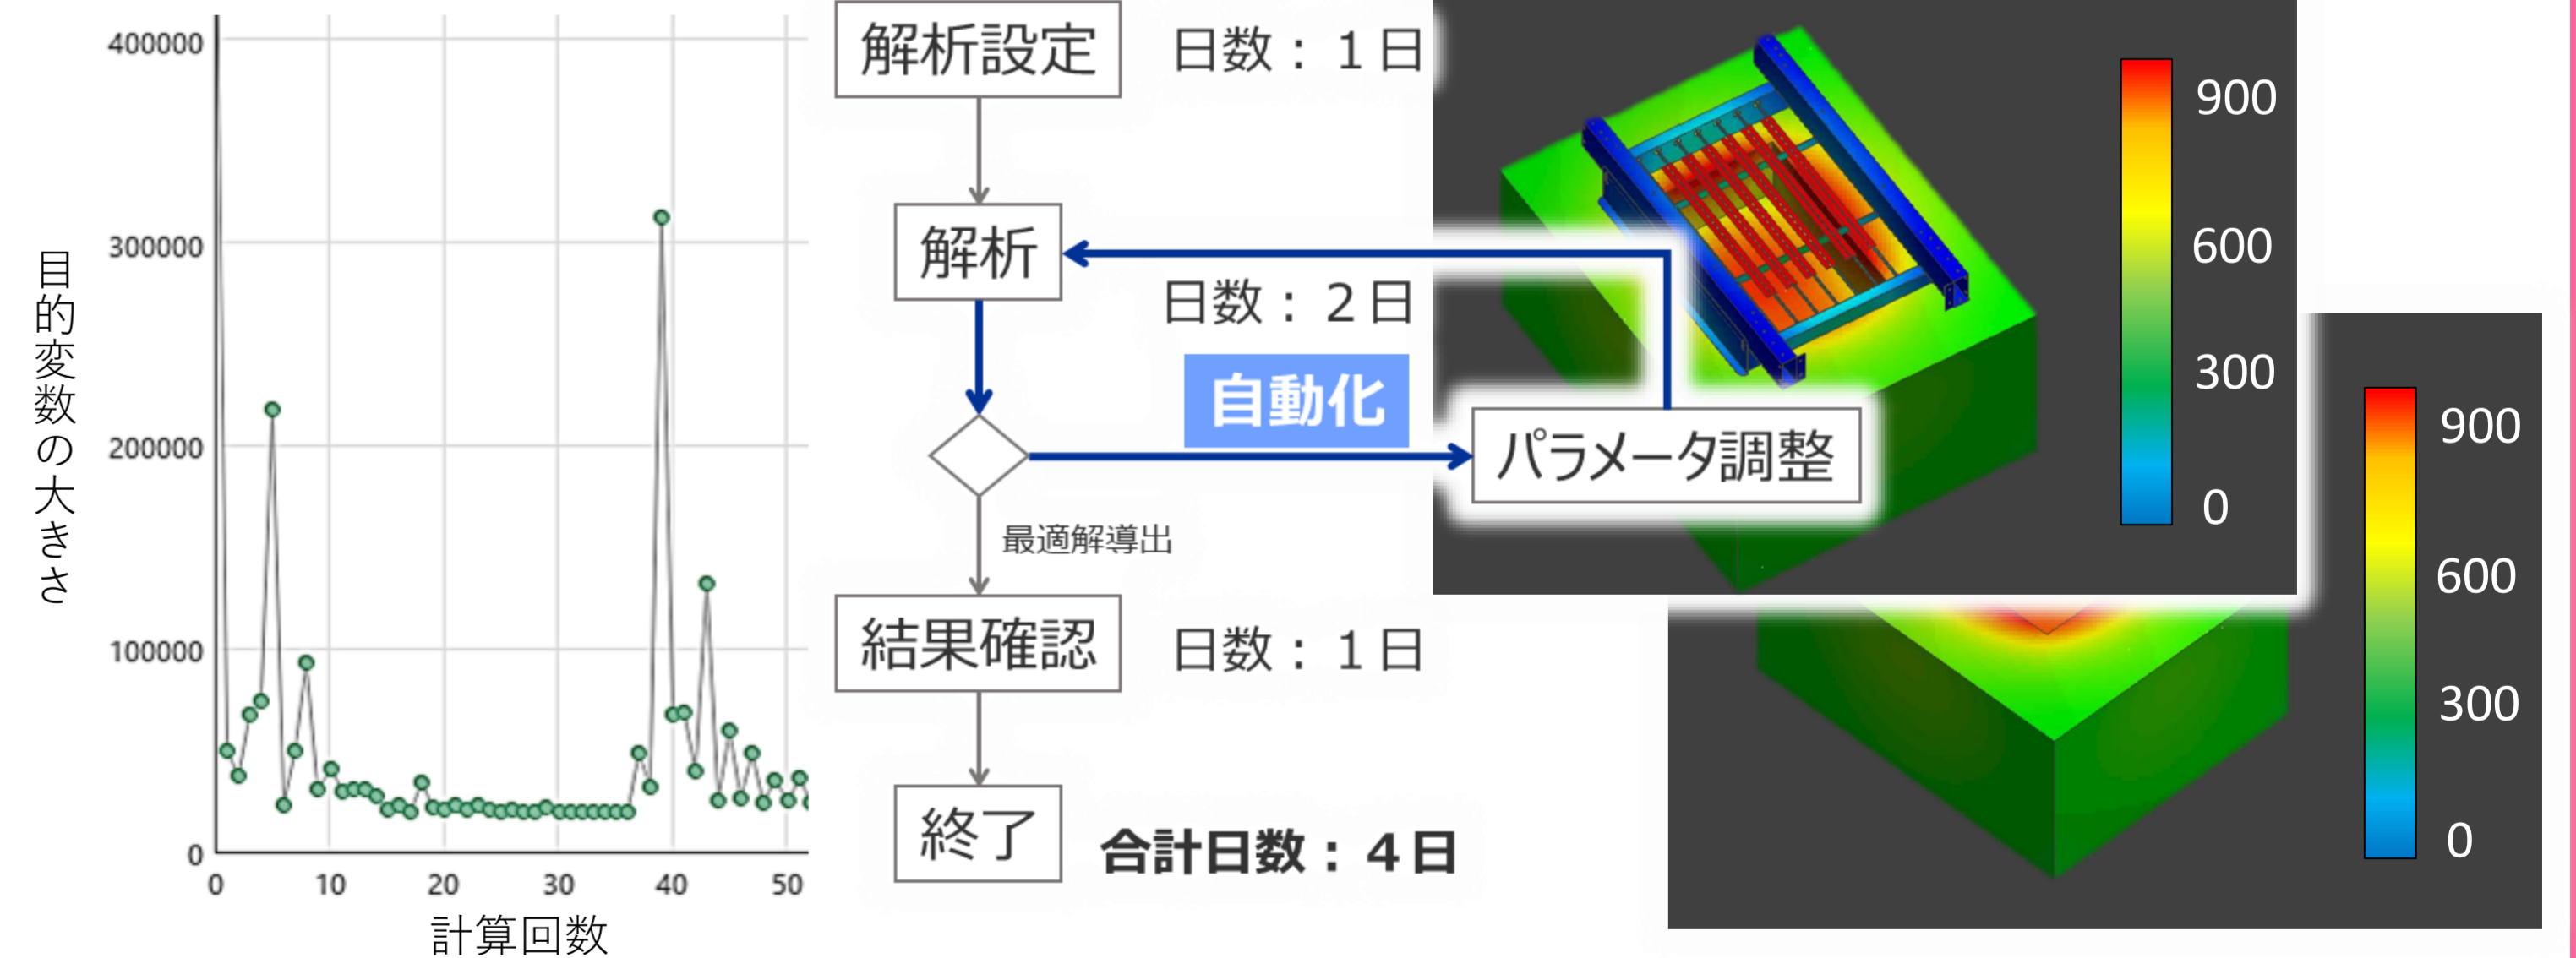 目的変数の大きさ
400000
300000
200000
100000
0
0 10 20 30 40 50
計算回数
解析設定
日数：１日
解析
日数：２日
自動化
パラメータ調整
最適解導出
結果確認
日数：１日
終了
合計日数：４日
900
600
300
0
900
600
300
0